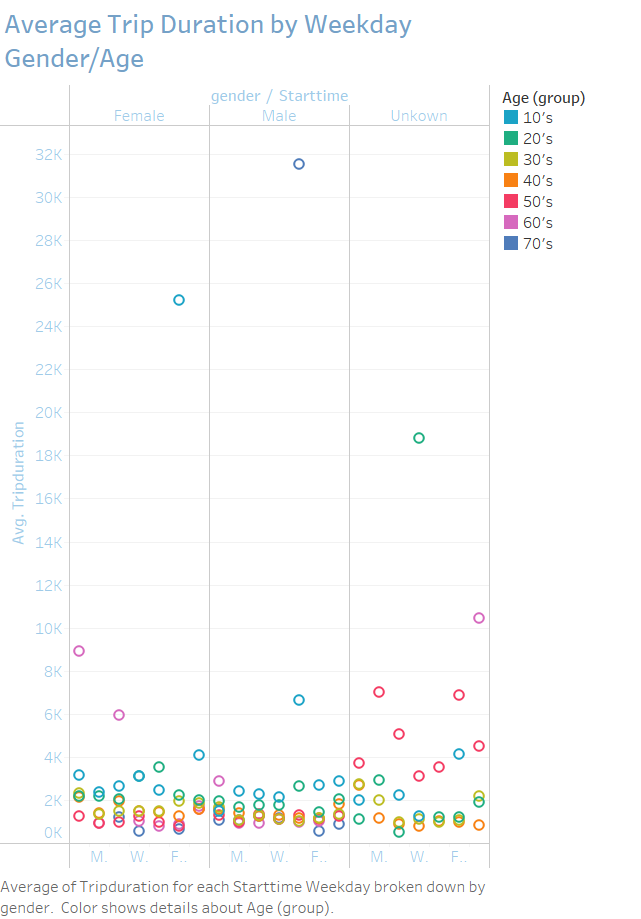 Average Trip Duration by Weekday
Gender/Age
gender / Starttime
Female
Male
Unkown
Age (group)
10's
20's
30's
40's
50's
60's
70's
Avg. Tripduration
32K
30K
28K
26K
24K
22K
20K
18K
16K
14K
12K
10K
8K
6K
4K
2K
0K
M. W. F.. M. W. F.. M. W. F..
Average of Tripduration for each Starttime Weekday broken down by
gender. Color shows details about Age (group).